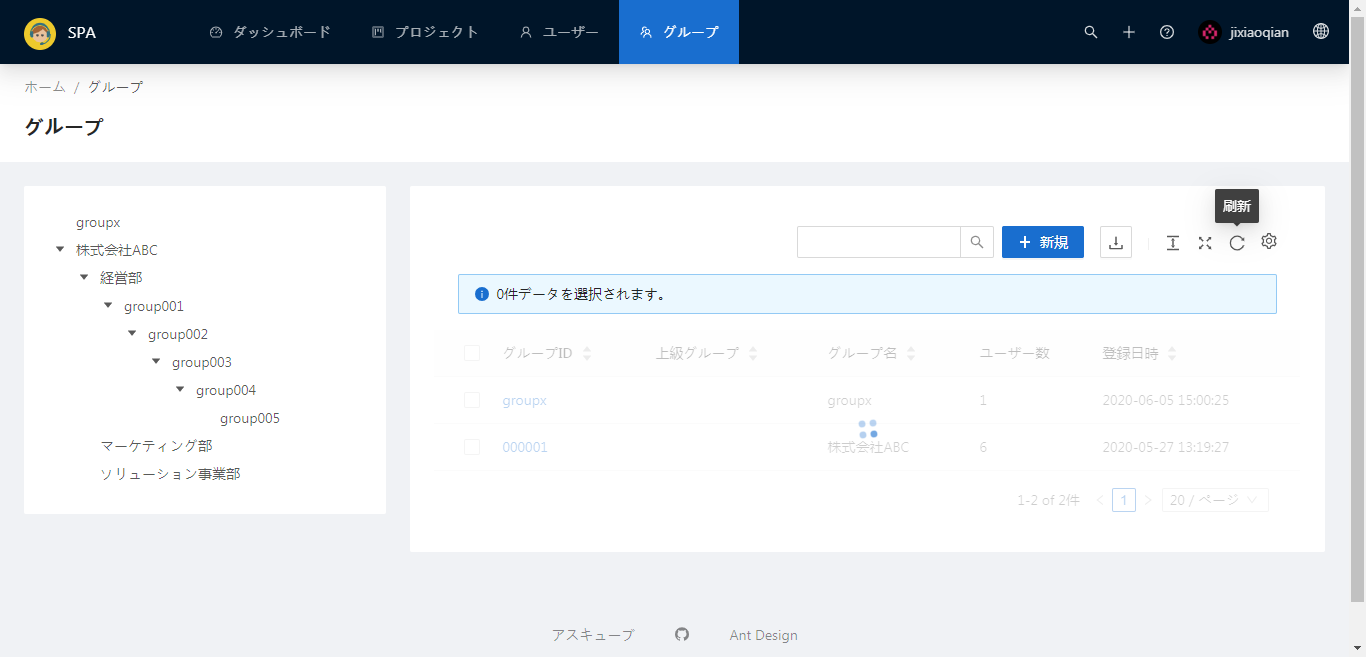 SPA ダッシュボード プロジェクト ユーザー グループ jixiaoqian
ホーム / グループ
グループ
groupx
株式会社ABC
経営部
group001
group002
group003
group004
group005
マーケティング部
ソリューション事業部
刷新
新規
0件データを選択されます。
グループID 上級グループ グループ名 ユーザー数 登録日時
groupx groupx 1 2020-06-05 15:00:25
000001 株式会社ABC 6 2020-05-27 13:19:27
1-2 of 2件 < 1 > 20 / ページ
アスキューブ Ant Design